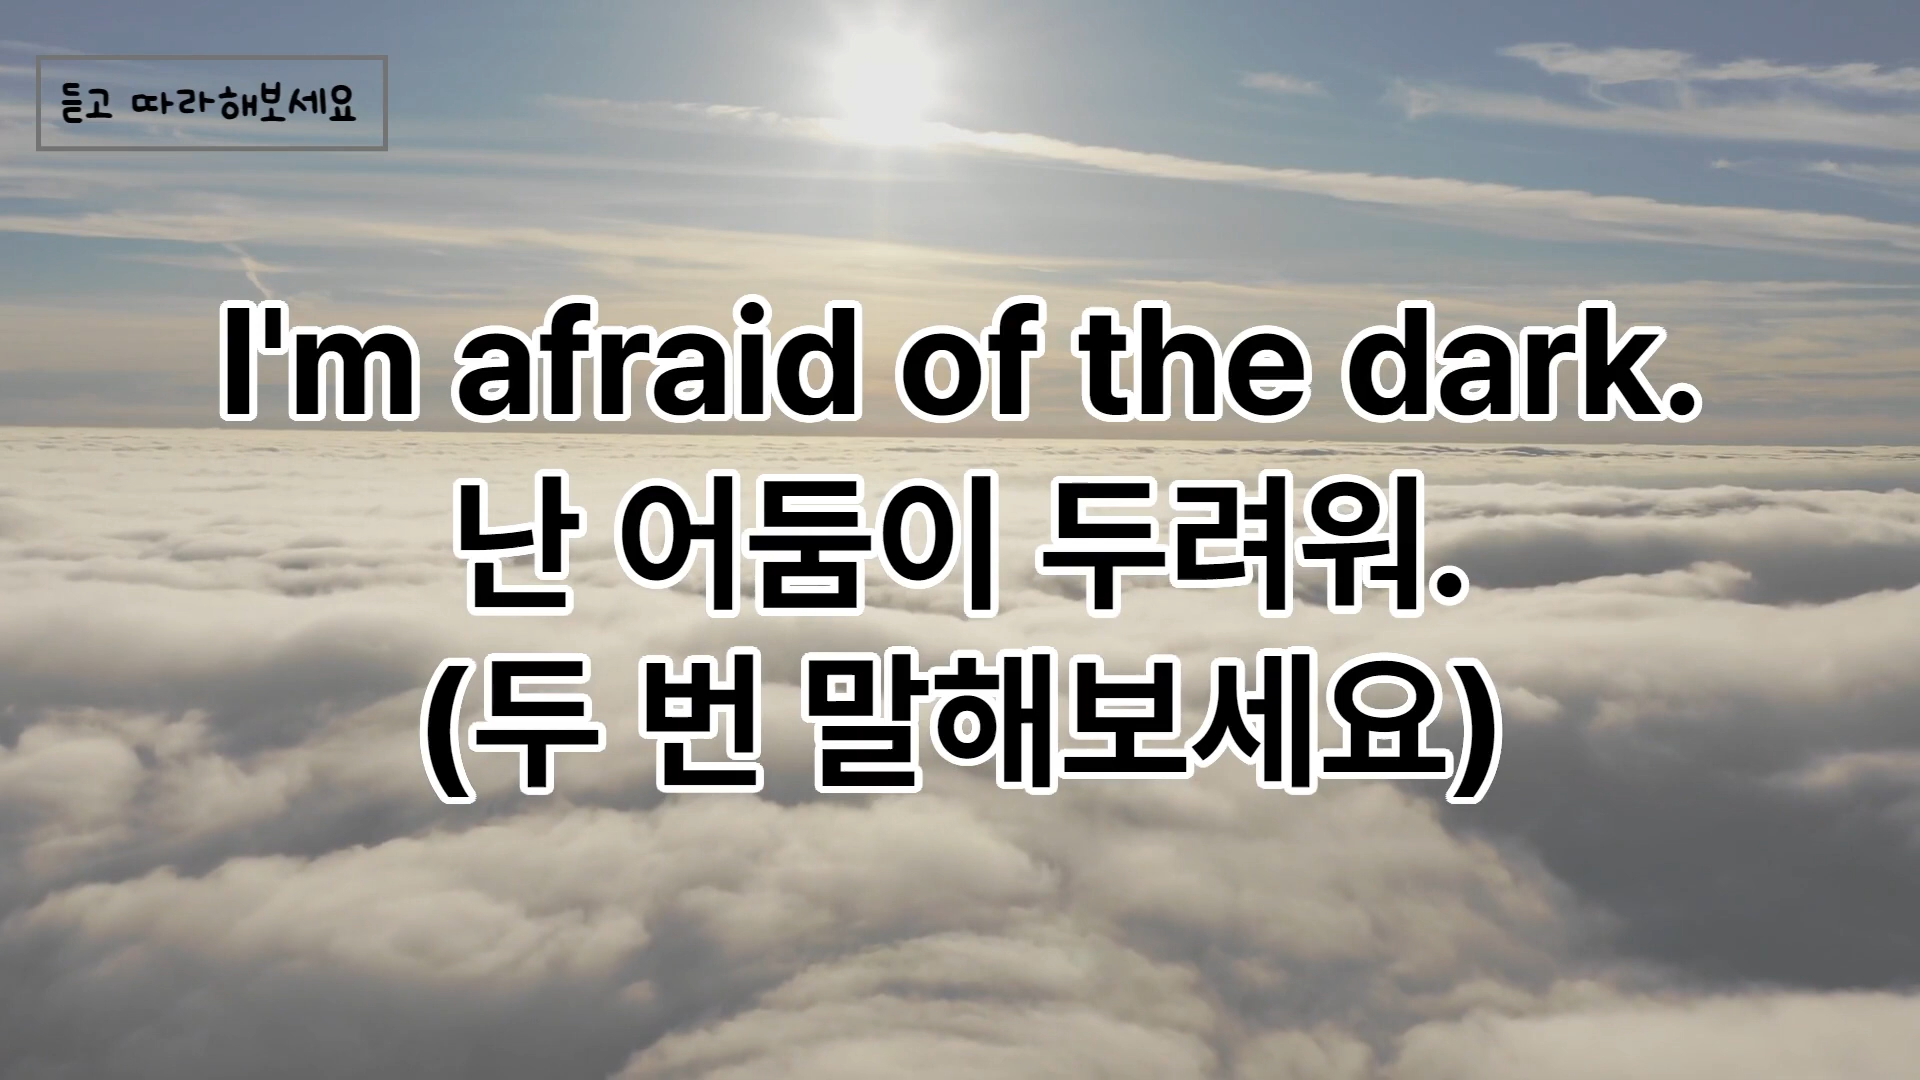 듣고 따라해보세요
I'm afraid of the dark.
난 어둠이 두려워.
(두 번 말해보세요)